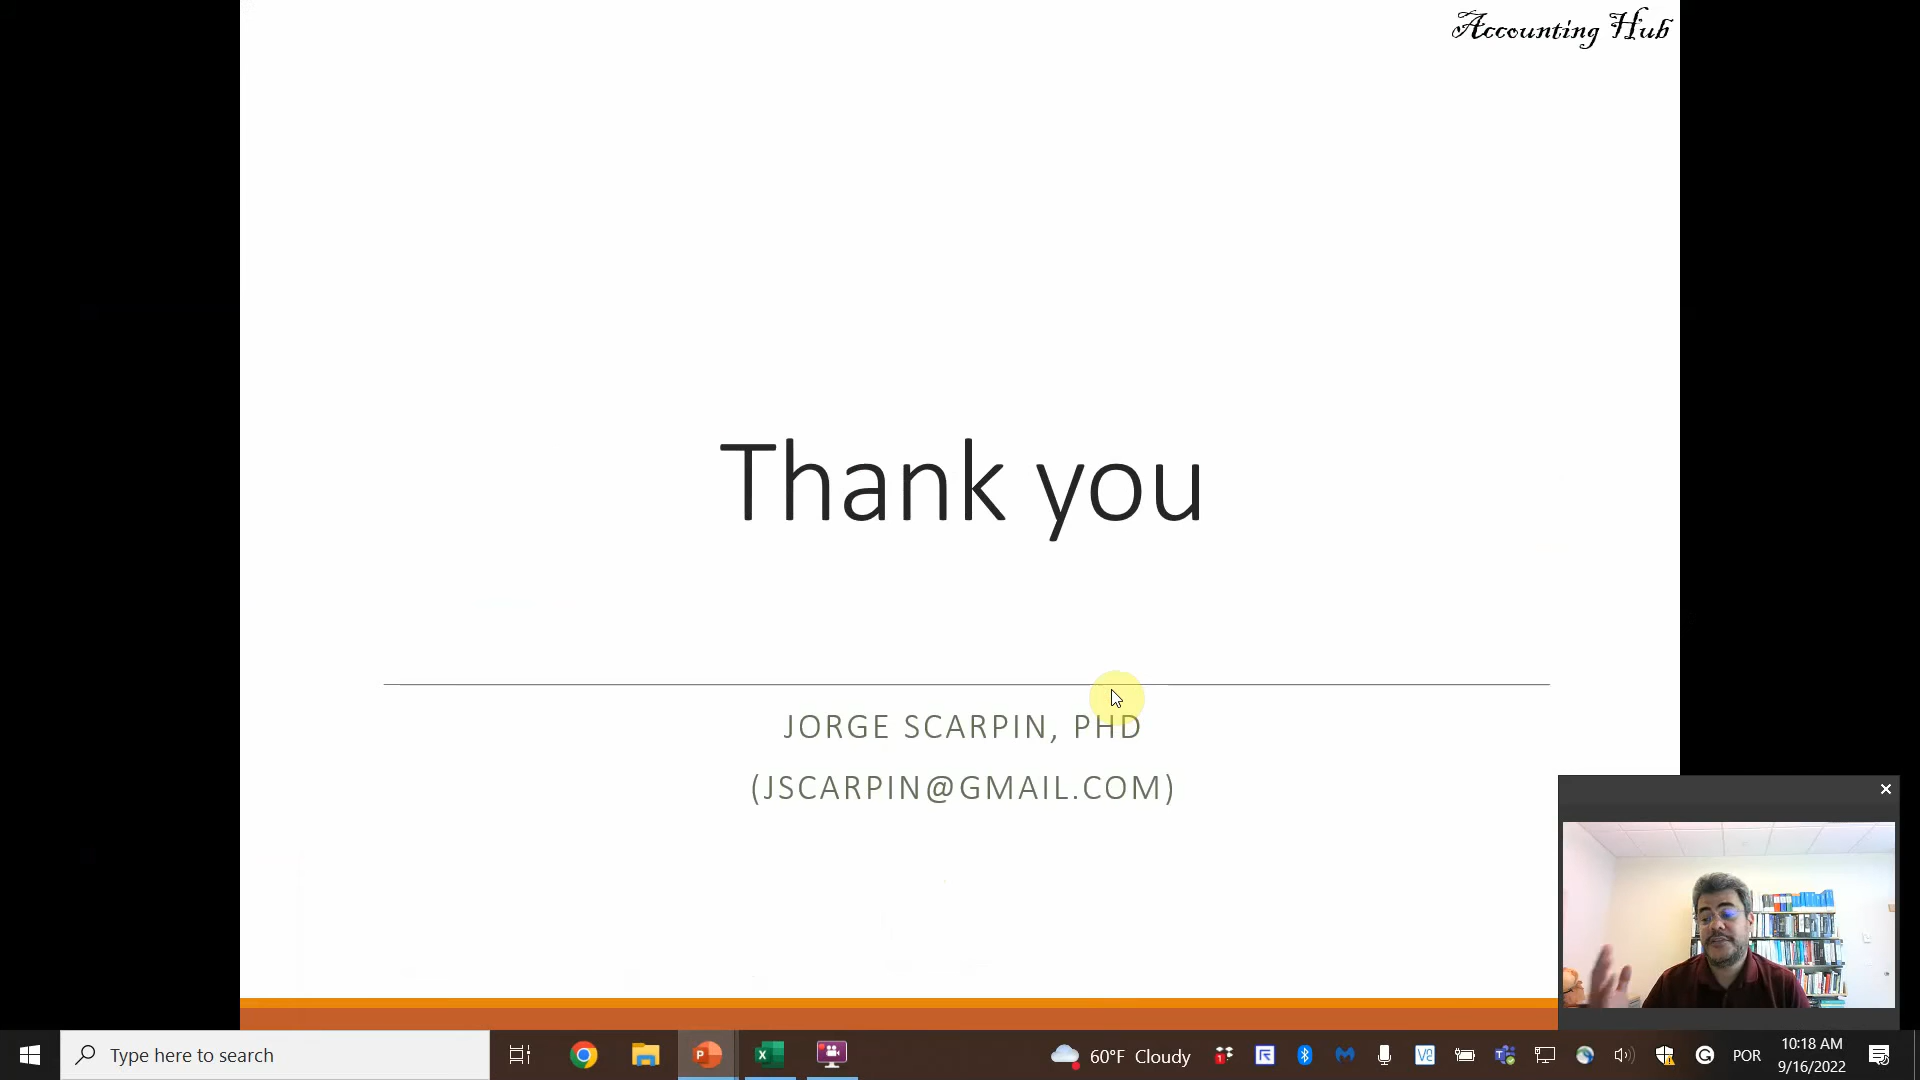 Accounting Hub
Thank you
JORGE SCARPIN, PHD
(JSCARPIN@GMAIL.COM)
Type here to search
60°F Cloudy
POR
10:18 AM
9/16/2022